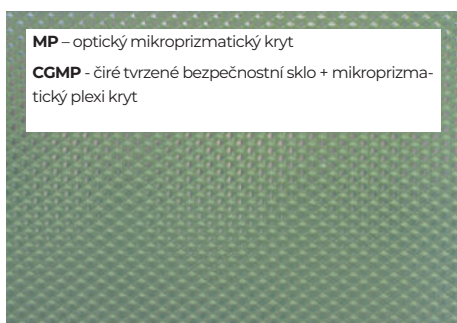 MP – optický mikroprizmatický kryt
CGMP - čiré tvrzené bezpečnostní sklo + mikroprizma-
tický plexi kryt